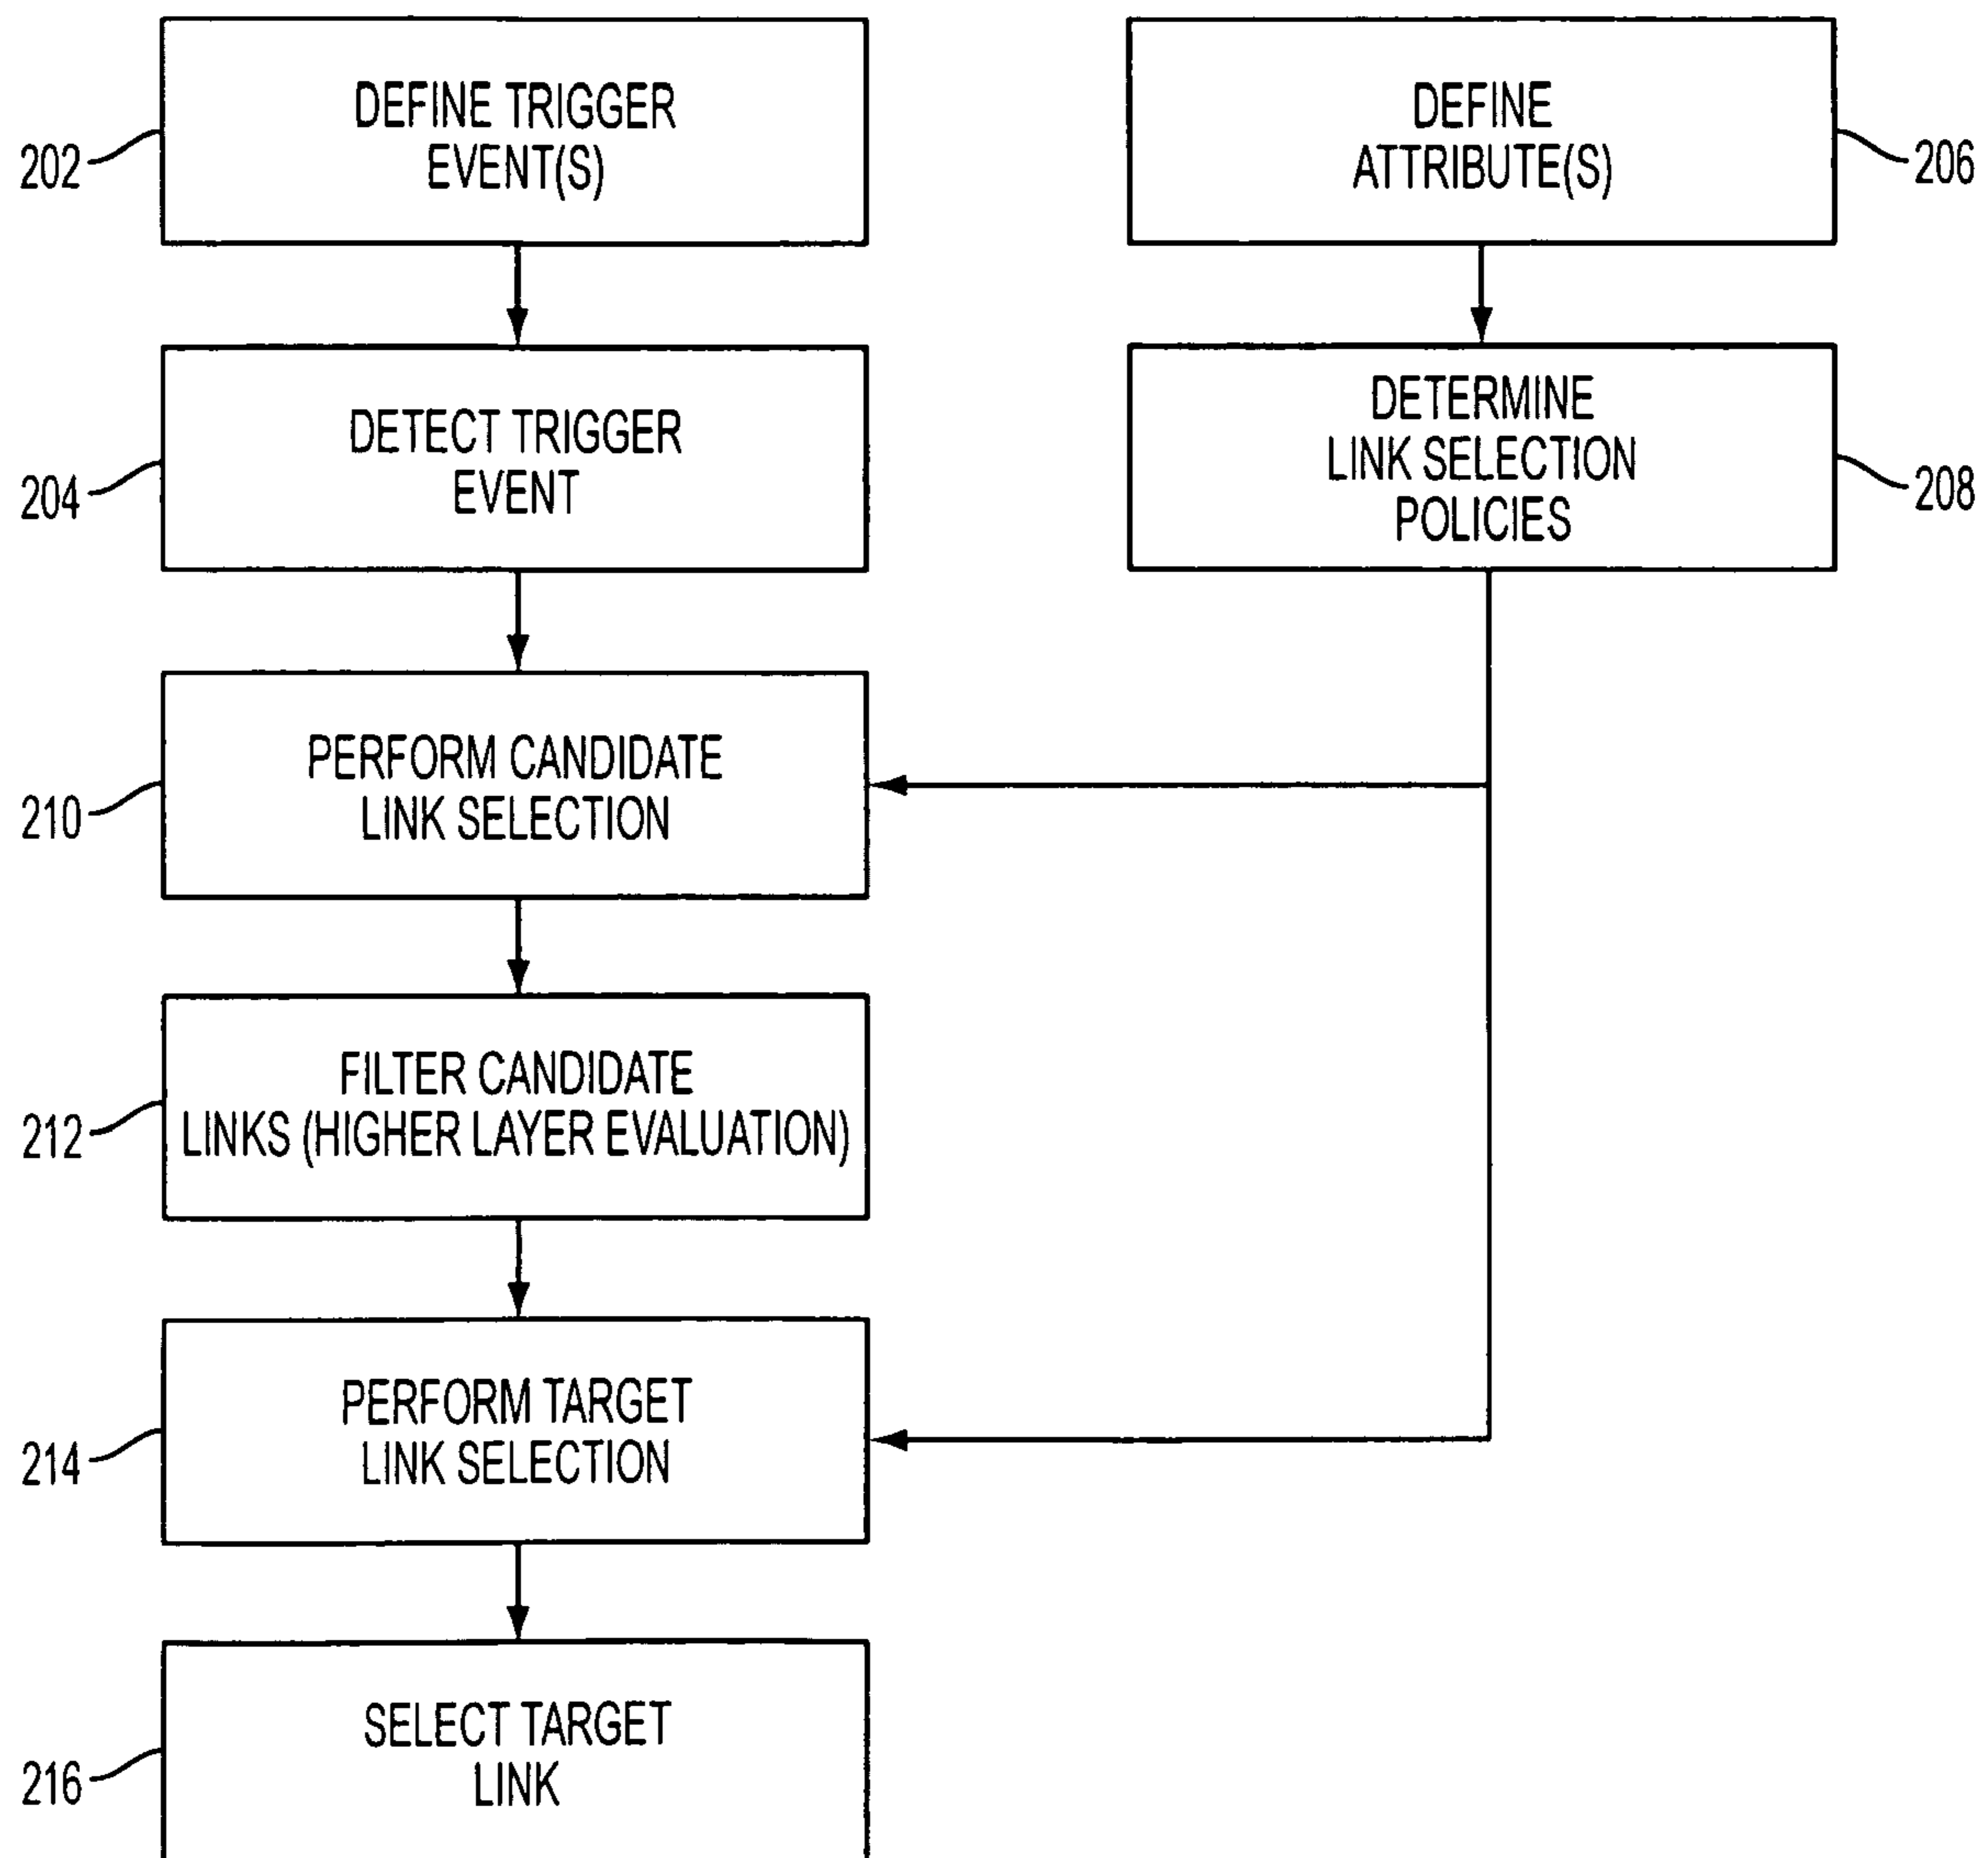 DEFINE TRIGGER
EVENT(S)
202
DEFINE
ATTRIBUTE(S)
206
DETECT TRIGGER
EVENT
204
DETERMINE
LINK SELECTION
POLICIES
208
PERFORM CANDIDATE
LINK SELECTION
210
FILTER CANDIDATE
LINKS (HIGHER LAYER EVALUATION)
212
PERFORM TARGET
LINK SELECTION
214
SELECT TARGET
LINK
216